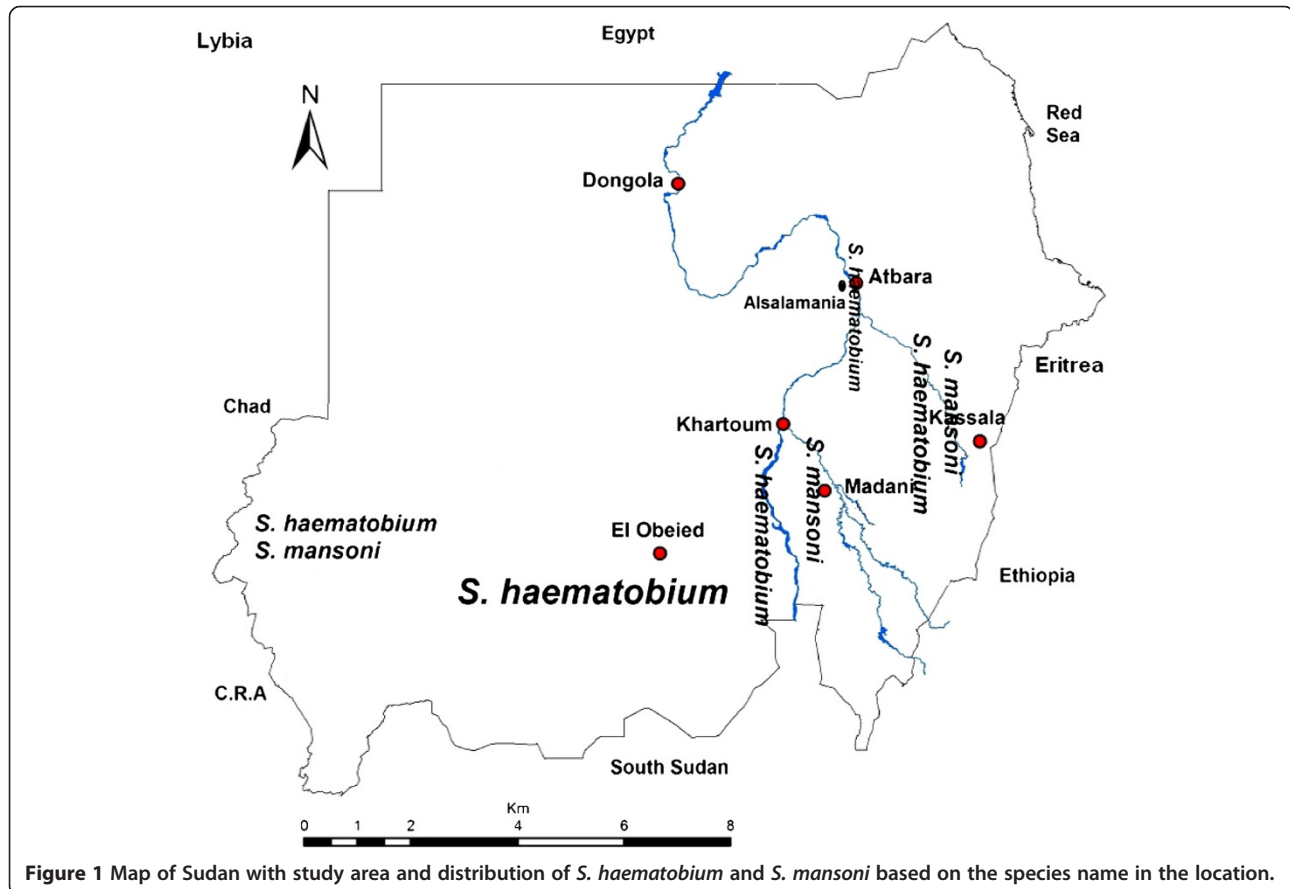 Lybia
Egypt
N
Red
Sea
Dongola
Atbara
Alsalamania
S. haematobium
S. haematobium
S. mansoni
Eritrea
Kassala
Chad
Khartoum
S. haematobium
S. mansoni
Madani
S. haematobium
S. mansoni
El Obeied
S. haematobium
Ethiopia
C.R.A
South Sudan
Km
0 1 2 4 6 8
Figure 1 Map of Sudan with study area and distribution of S. haematobium and S. mansoni based on the species name in the location.